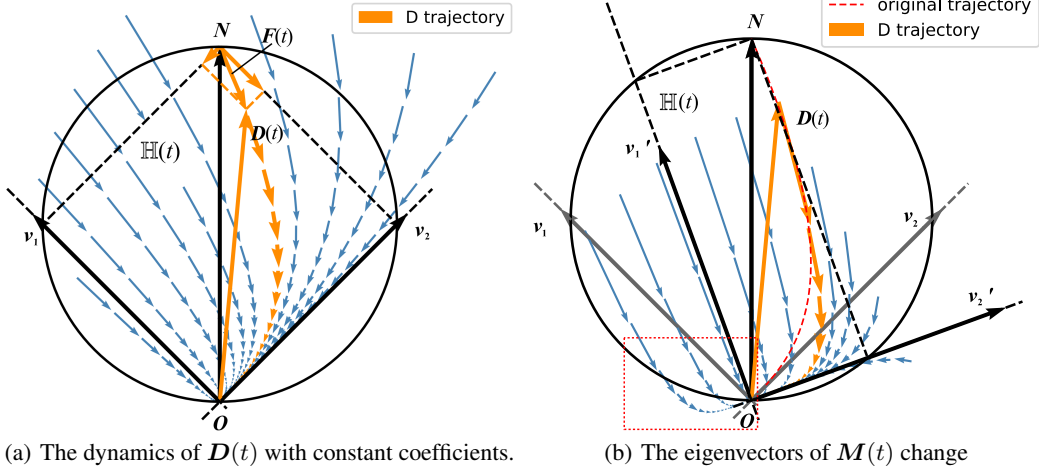 D trajectory
N
F(t)
ℍ(t)
D(t)
v₁
v₂
O
(a) The dynamics of D(t) with constant coefficients.
original trajectory
D trajectory
N
ℍ(t)
D(t)
v₁′
v₁
v₂
v₂′
O
(b) The eigenvectors of M(t) change